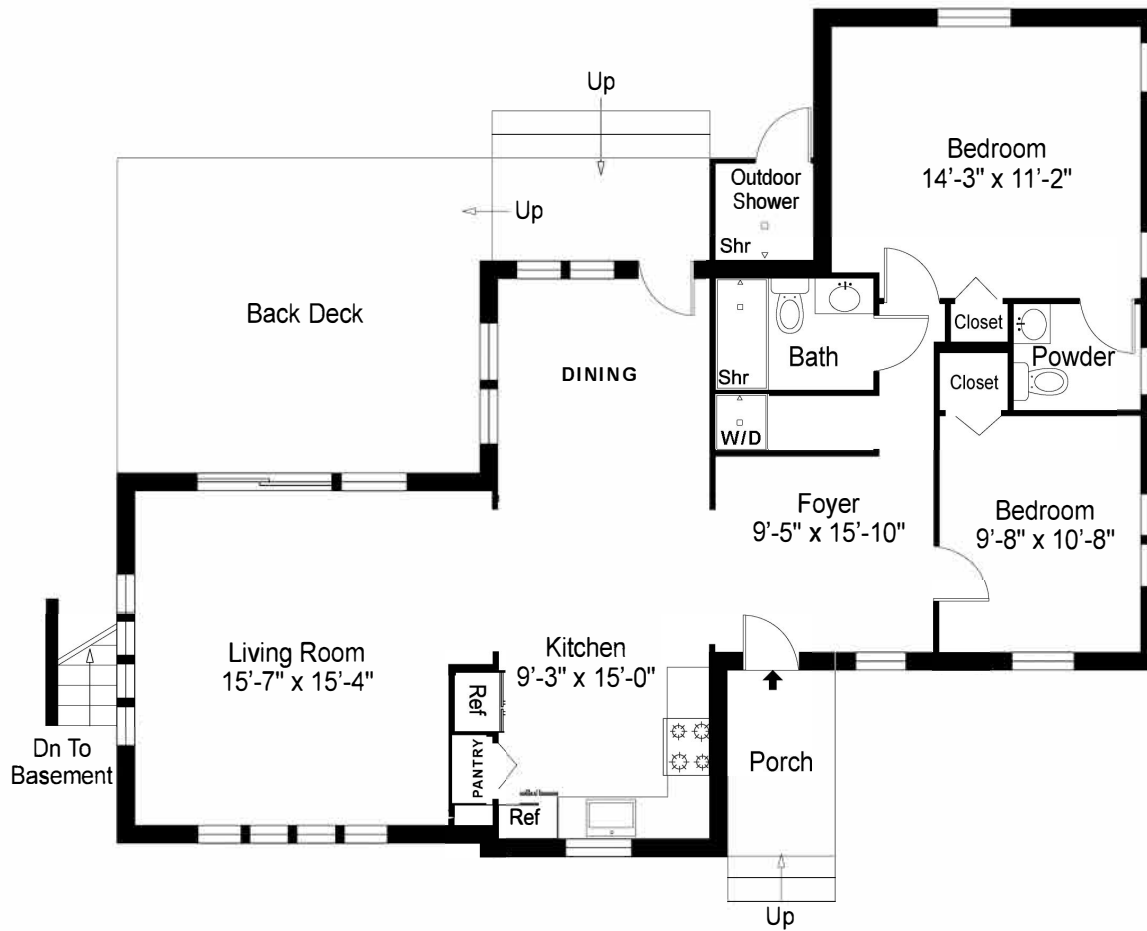 Up
Bedroom
14'-3" x 11'-2"
Outdoor
Shower
Up
Shr
Back Deck
Closet
Bath
Powder
DINING
Shr
Closet
W/D
Foyer
9'-5" x 15'-10"
Bedroom
9'-8" x 10'-8"
Living Room
15'-7" x 15'-4"
Kitchen
9'-3" x 15'-0"
Ref
Dn To
Basement
PANTRY
Porch
Ref
Up